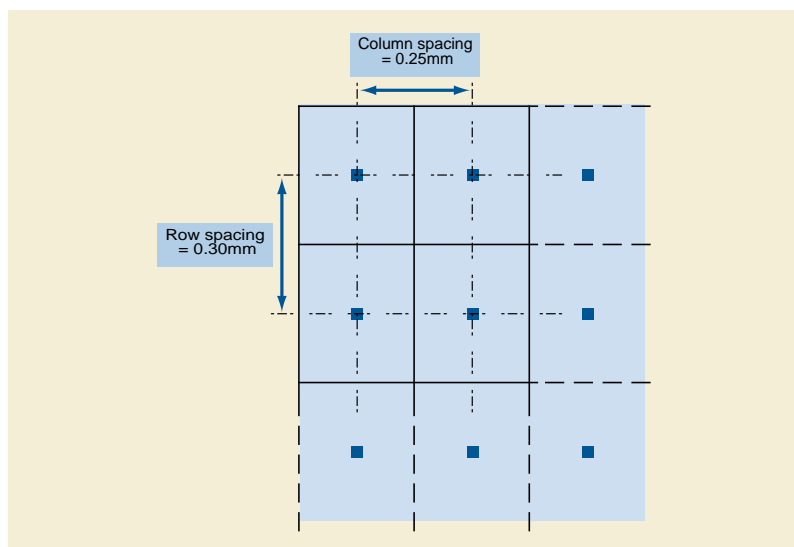 Column spacing
= 0.25mm
Row spacing
= 0.30mm